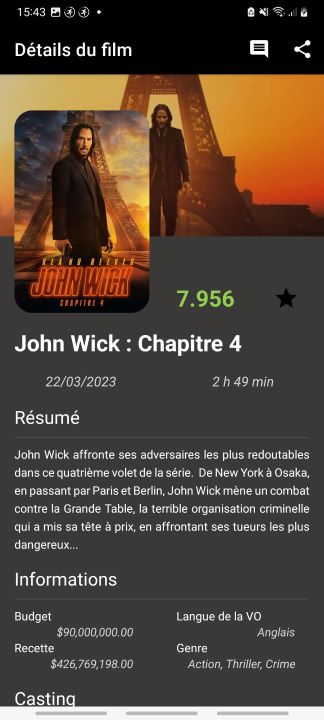 15:43
Détails du film
KEANU REEVES
JOHN WICK
CHAPITRE 4
7.956
John Wick : Chapitre 4
22/03/2023
2 h 49 min
Résumé
John Wick affronte ses adversaires les plus redoutables
dans ce quatrième volet de la série. De New York à Osaka,
en passant par Paris et Berlin, John Wick mène un combat
contre la Grande Table, la terrible organisation criminelle
qui a mis sa tête à prix, en affrontant ses tueurs les plus
dangereux...
Informations
Budget
$90,000,000.00
Langue de la VO
Anglais
Recette
$426,769,198.00
Genre
Action, Thriller, Crime
Casting